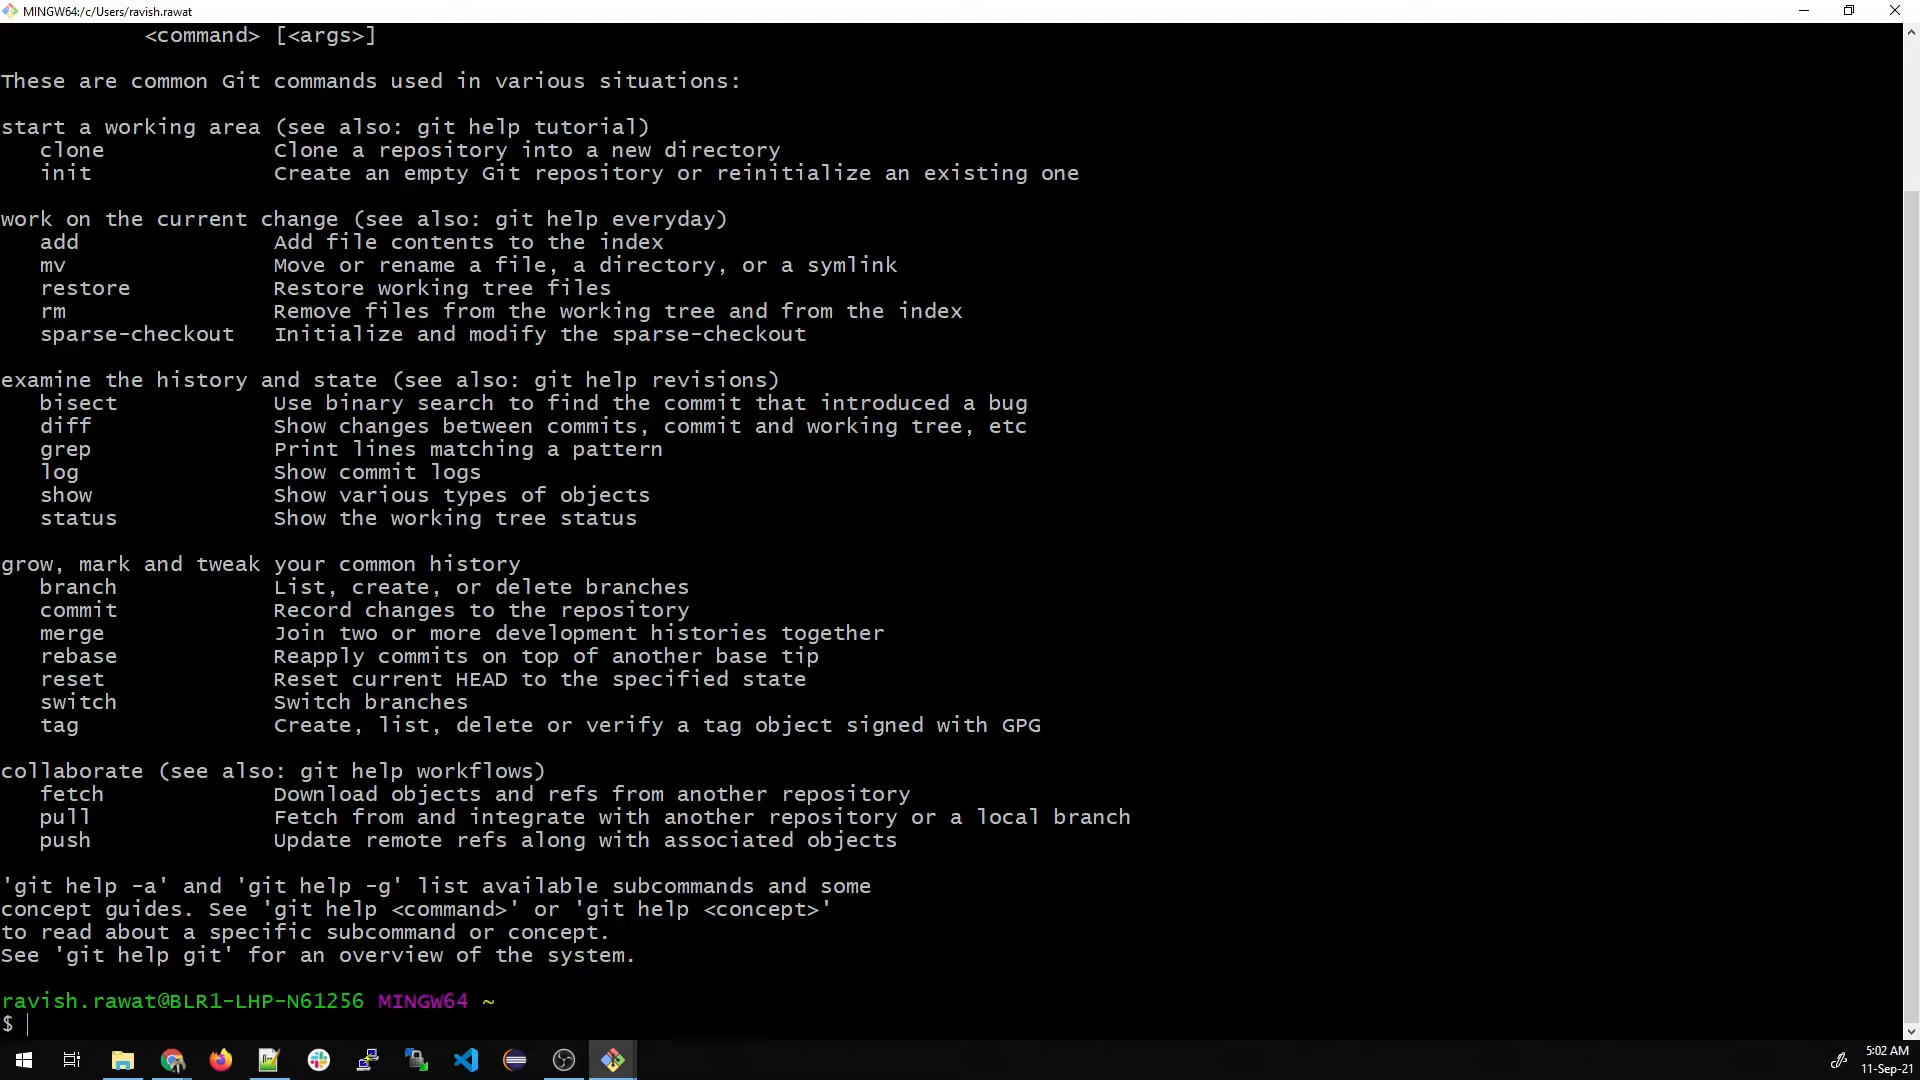 MINGW64:/c/Users/ravish.rawat
<command> [<args>]
These are common Git commands used in various situations:
start a working area (see also: git help tutorial)
clone Clone a repository into a new directory
init Create an empty Git repository or reinitialize an existing one
work on the current change (see also: git help everyday)
add Add file contents to the index
mv Move or rename a file, a directory, or a symlink
restore Restore working tree files
rm Remove files from the working tree and from the index
sparse-checkout Initialize and modify the sparse-checkout
examine the history and state (see also: git help revisions)
bisect Use binary search to find the commit that introduced a bug
diff Show changes between commits, commit and working tree, etc
grep Print lines matching a pattern
log Show commit logs
show Show various types of objects
status Show the working tree status
grow, mark and tweak your common history
branch List, create, or delete branches
commit Record changes to the repository
merge Join two or more development histories together
rebase Reapply commits on top of another base tip
reset Reset current HEAD to the specified state
switch Switch branches
tag Create, list, delete or verify a tag object signed with GPG
collaborate (see also: git help workflows)
fetch Download objects and refs from another repository
pull Fetch from and integrate with another repository or a local branch
push Update remote refs along with associated objects
'git help -a' and 'git help -g' list available subcommands and some
concept guides. See 'git help <command>' or 'git help <concept>'
to read about a specific subcommand or concept.
See 'git help git' for an overview of the system.
ravish.rawat@BLR1-LHP-N61256 MINGW64 ~
$
5:02 AM
11-Sep-21